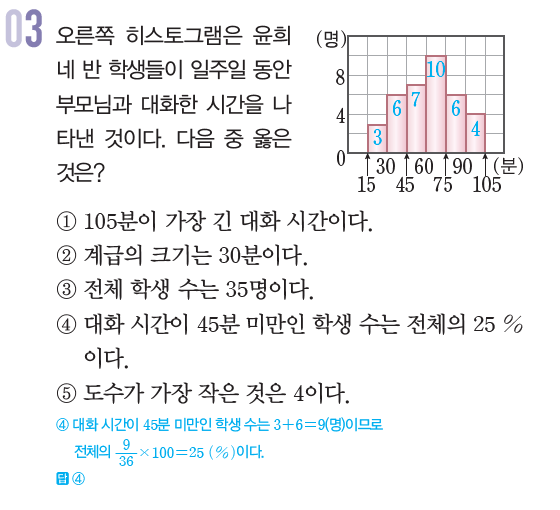 03 오른쪽 히스토그램은 윤희
네 반 학생들이 일주일 동안
부모님과 대화한 시간을 나
타낸 것이다. 다음 중 옳은
것은?
(명)
8
4
0
3 6 7 10 6 4
30 60 90 (분)
15 45 75 105
① 105분이 가장 긴 대화 시간이다.
② 계급의 크기는 30분이다.
③ 전체 학생 수는 35명이다.
④ 대화 시간이 45분 미만인 학생 수는 전체의 25 %
이다.
⑤ 도수가 가장 작은 것은 4이다.
④ 대화 시간이 45분 미만인 학생 수는 3+6=9(명)이므로
전체의 9/36×100=25 (%)이다.
답 ④